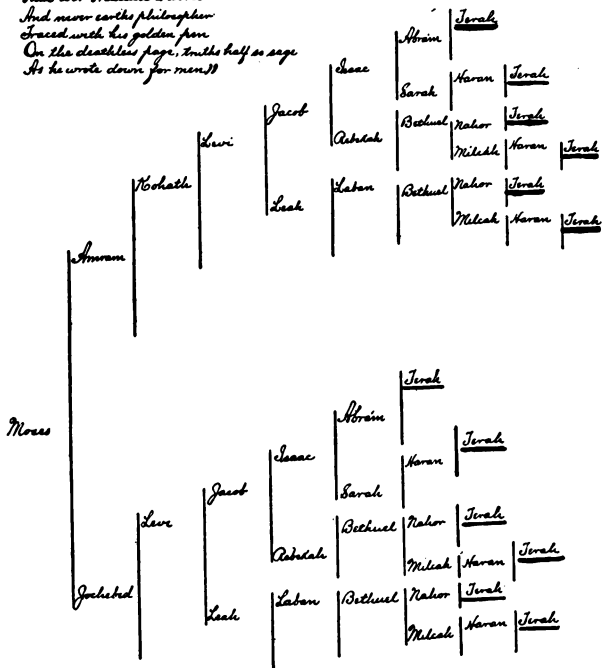 And never earths philosopher
Traced with his golden pen
On the deathless page, truths half so sage
As he wrote down for men."
Terah
Abram
Isaac
Sarah Haran Terah
Jacob
Bethuel Nahor Terah
Levi
Rebekah
Milcah Haran Terah
Kohath
Laban Bethuel Nahor Terah
Leah
Milcah Haran Terah
Amram
Terah
Abram
Moses
Terah
Isaac
Haran
Jacob
Sarah
Levi
Bethuel Nahor Terah
Rebekah
Milcah Haran Terah
Jochebed
Laban Bethuel Nahor Terah
Leah
Milcah Haran Terah